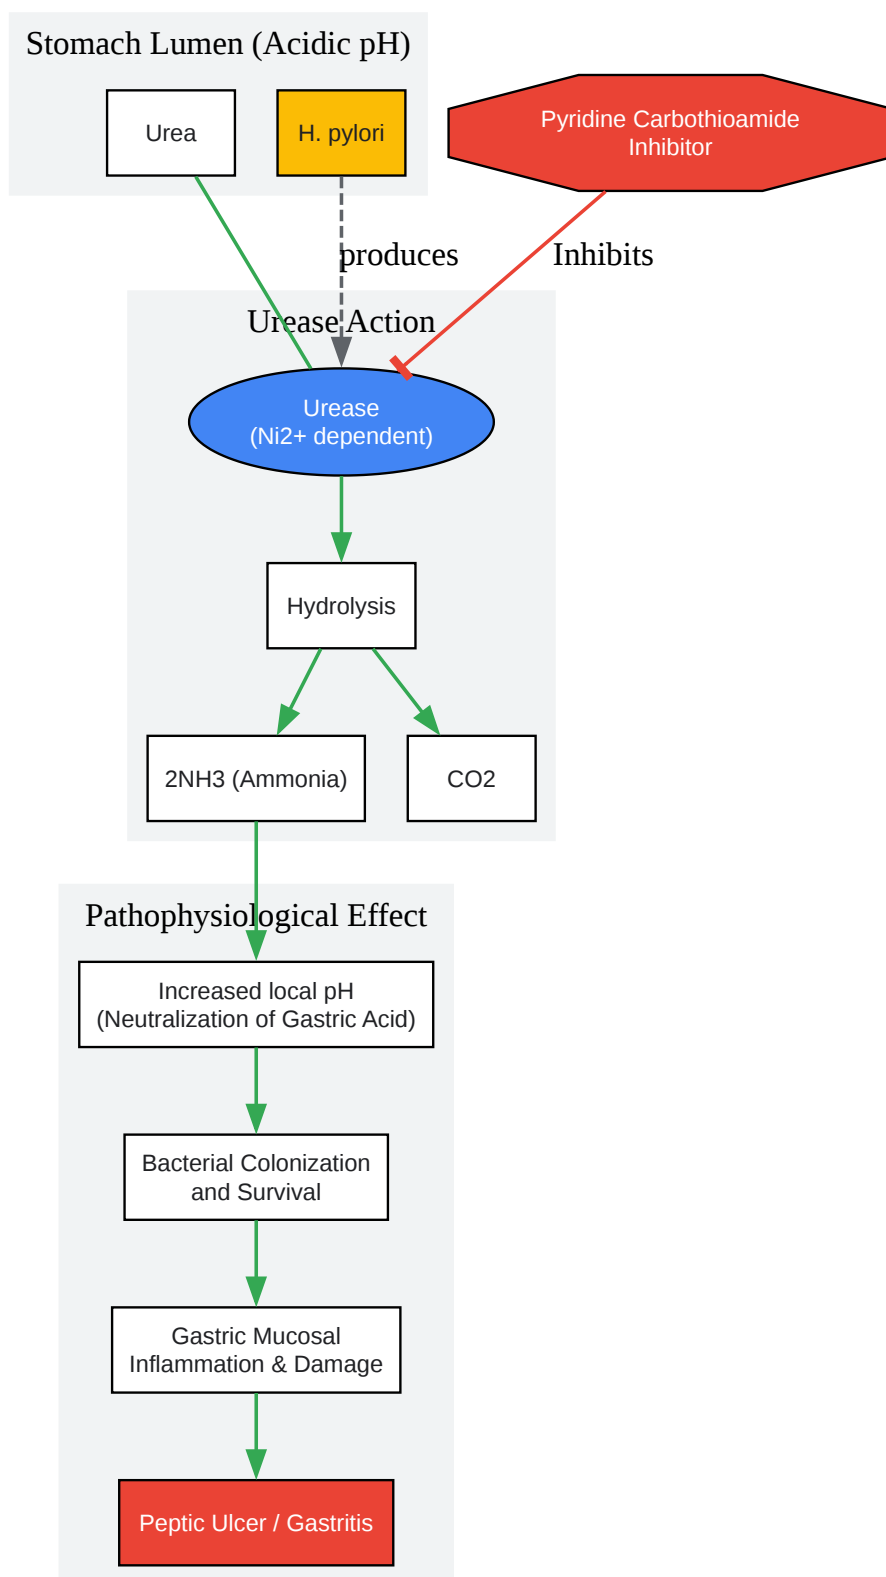 Stomach Lumen (Acidic pH)
Urea
H. pylori
Pyridine Carbothioamide
Inhibitor
produces
Inhibits
Urease Action
Urease
(Ni2+ dependent)
Hydrolysis
2NH3 (Ammonia)
CO2
Pathophysiological Effect
Increased local pH
(Neutralization of Gastric Acid)
Bacterial Colonization
and Survival
Gastric Mucosal
Inflammation & Damage
Peptic Ulcer / Gastritis